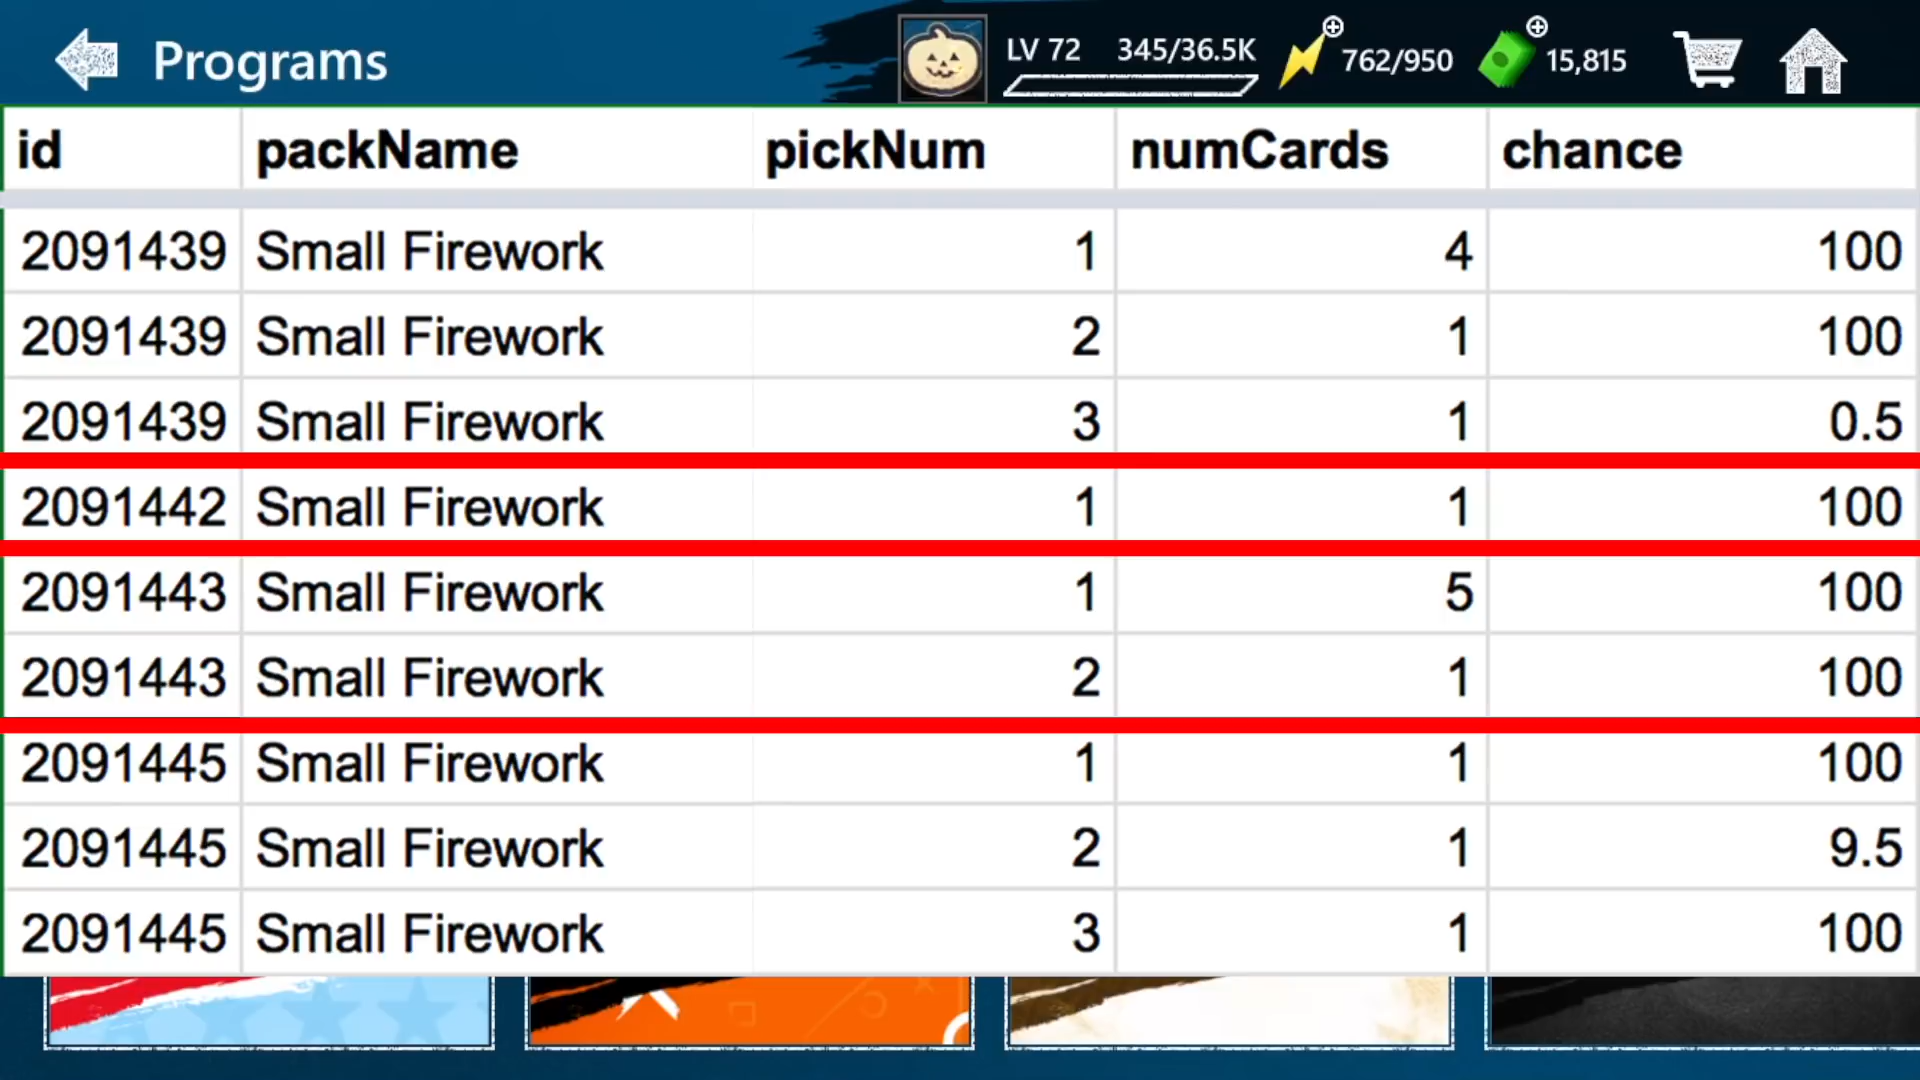 Programs LV 72 345/36.5K 762/950 15,815
id packName pickNum numCards chance
2091439 Small Firework 1 4 100
2091439 Small Firework 2 1 100
2091439 Small Firework 3 1 0.5
2091442 Small Firework 1 1 100
2091443 Small Firework 1 5 100
2091443 Small Firework 2 1 100
2091445 Small Firework 1 1 100
2091445 Small Firework 2 1 9.5
2091445 Small Firework 3 1 100